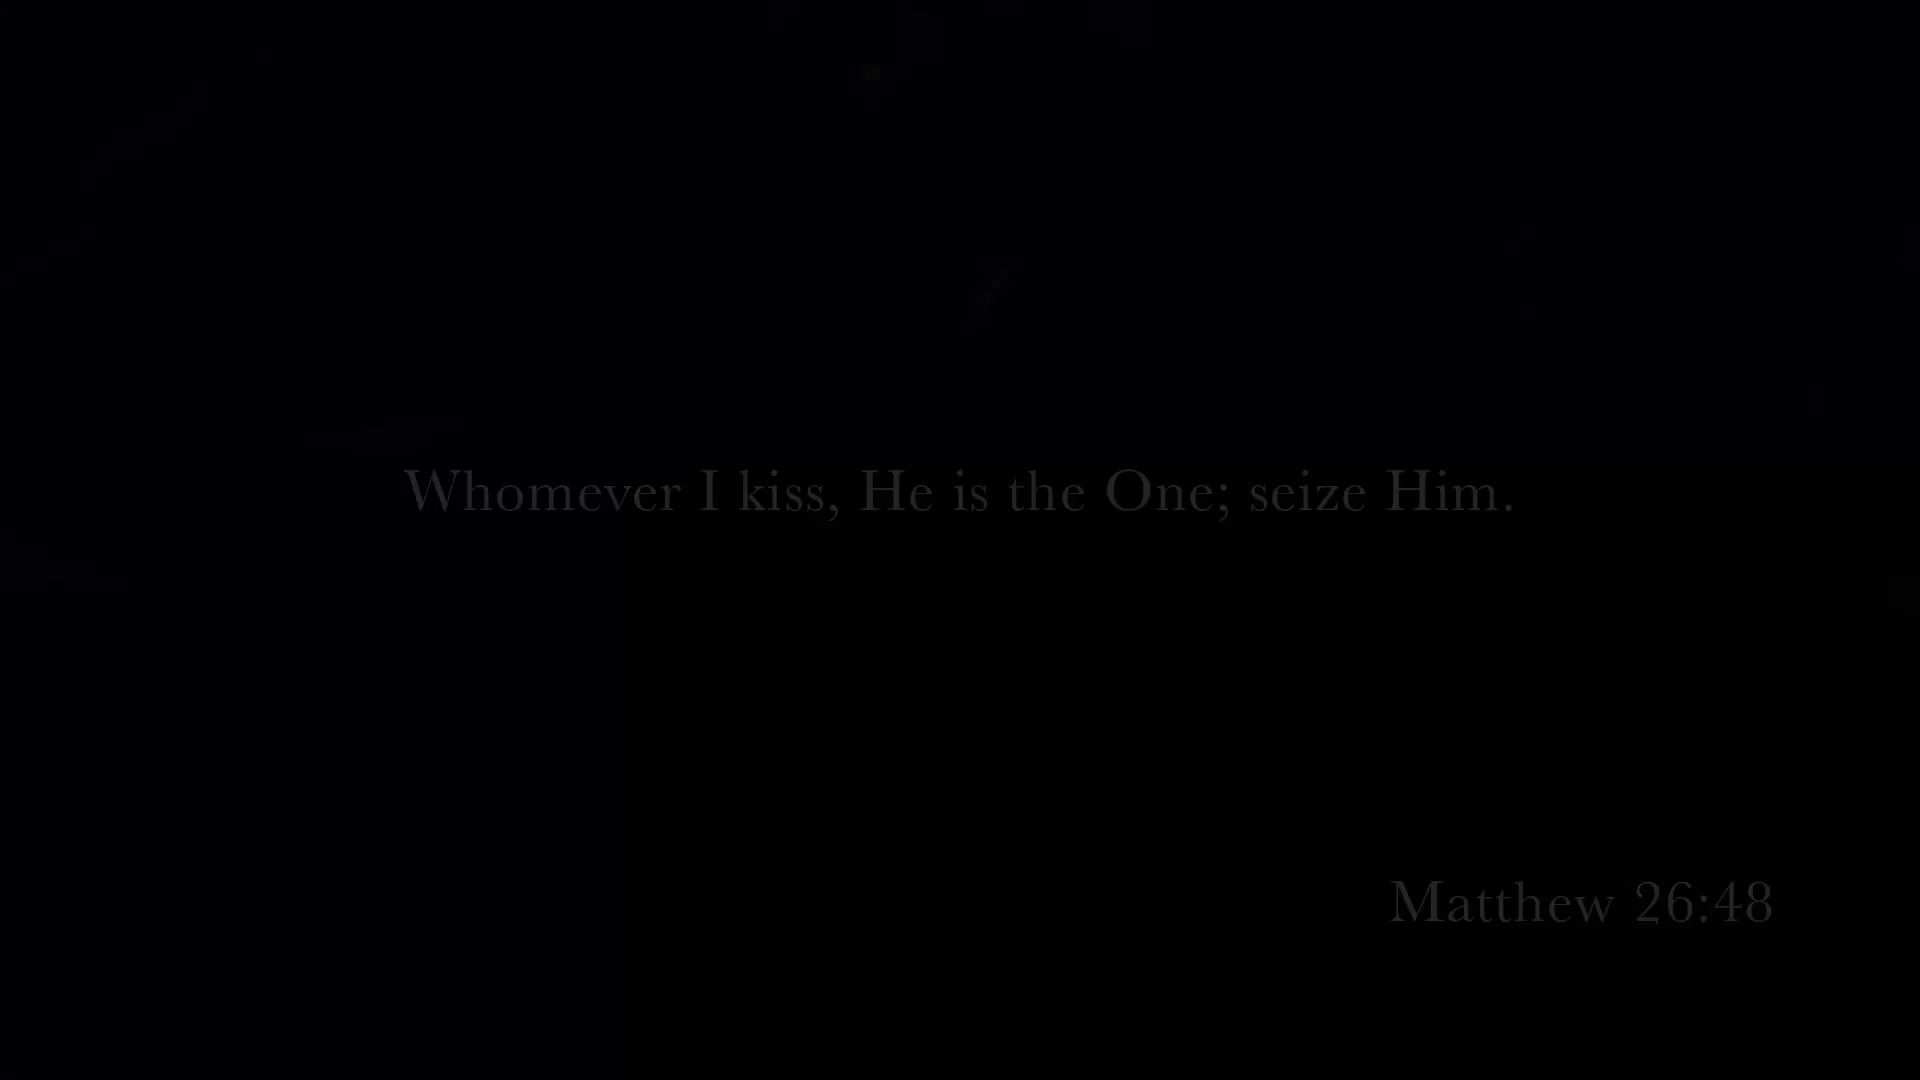 Whomever I kiss, He is the One; seize Him.
Matthew 26:48